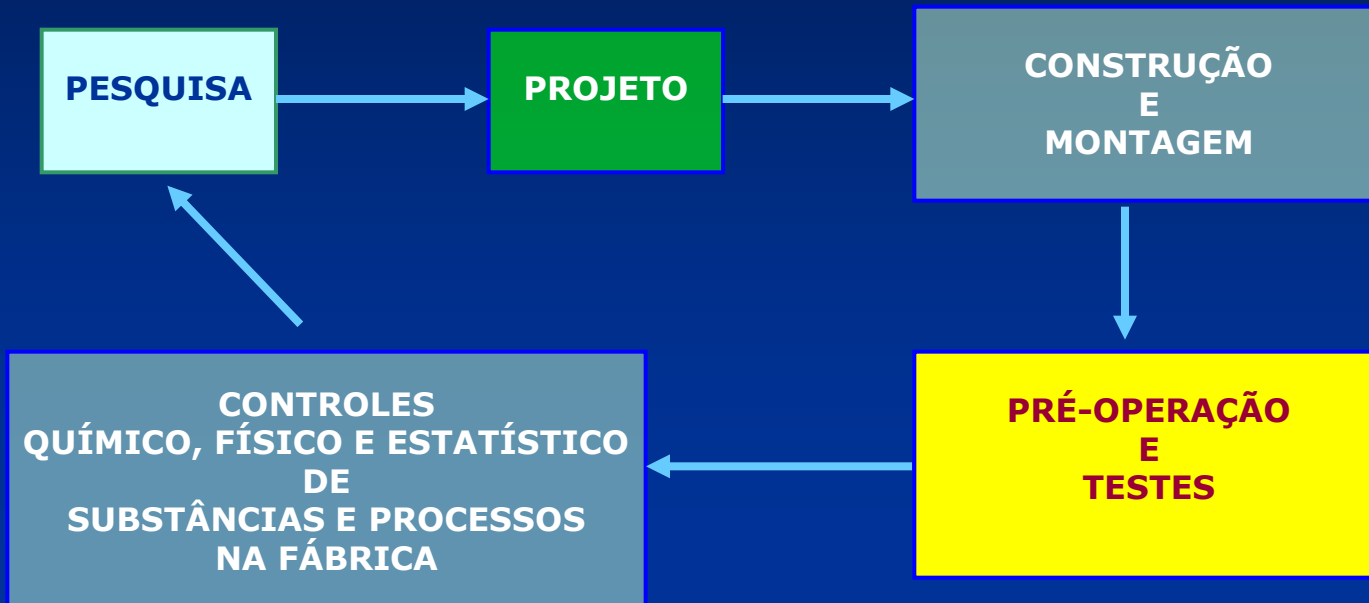 PESQUISA
PROJETO
CONSTRUÇÃO
E
MONTAGEM
CONTROLES
QUÍMICO, FÍSICO E ESTATÍSTICO
DE
SUBSTÂNCIAS E PROCESSOS
NA FÁBRICA
PRÉ-OPERAÇÃO
E
TESTES